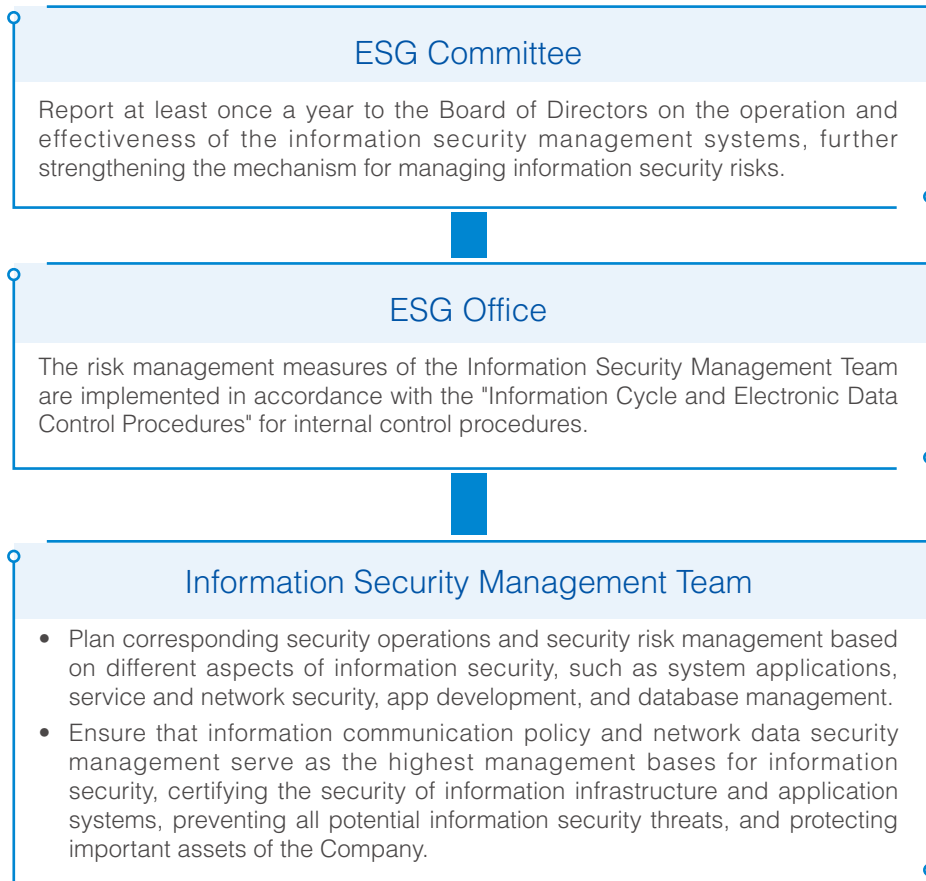 ESG Committee
Report at least once a year to the Board of Directors on the operation and
effectiveness of the information security management systems, further
strengthening the mechanism for managing information security risks.
ESG Office
The risk management measures of the Information Security Management Team
are implemented in accordance with the "Information Cycle and Electronic Data
Control Procedures" for internal control procedures.
Information Security Management Team
• Plan corresponding security operations and security risk management based
on different aspects of information security, such as system applications,
service and network security, app development, and database management.
• Ensure that information communication policy and network data security
management serve as the highest management bases for information
security, certifying the security of information infrastructure and application
systems, preventing all potential information security threats, and protecting
important assets of the Company.